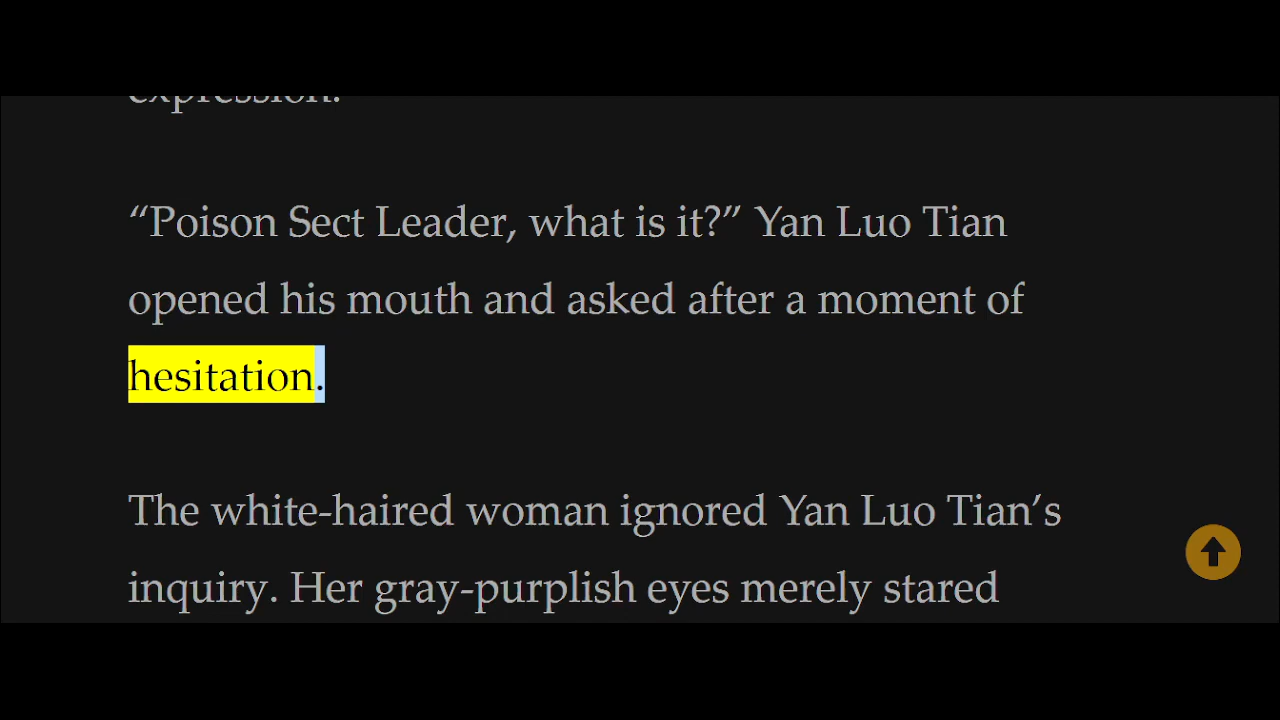 expression.
“Poison Sect Leader, what is it?” Yan Luo Tian
opened his mouth and asked after a moment of
hesitation.
The white-haired woman ignored Yan Luo Tian’s
inquiry. Her gray-purplish eyes merely stared